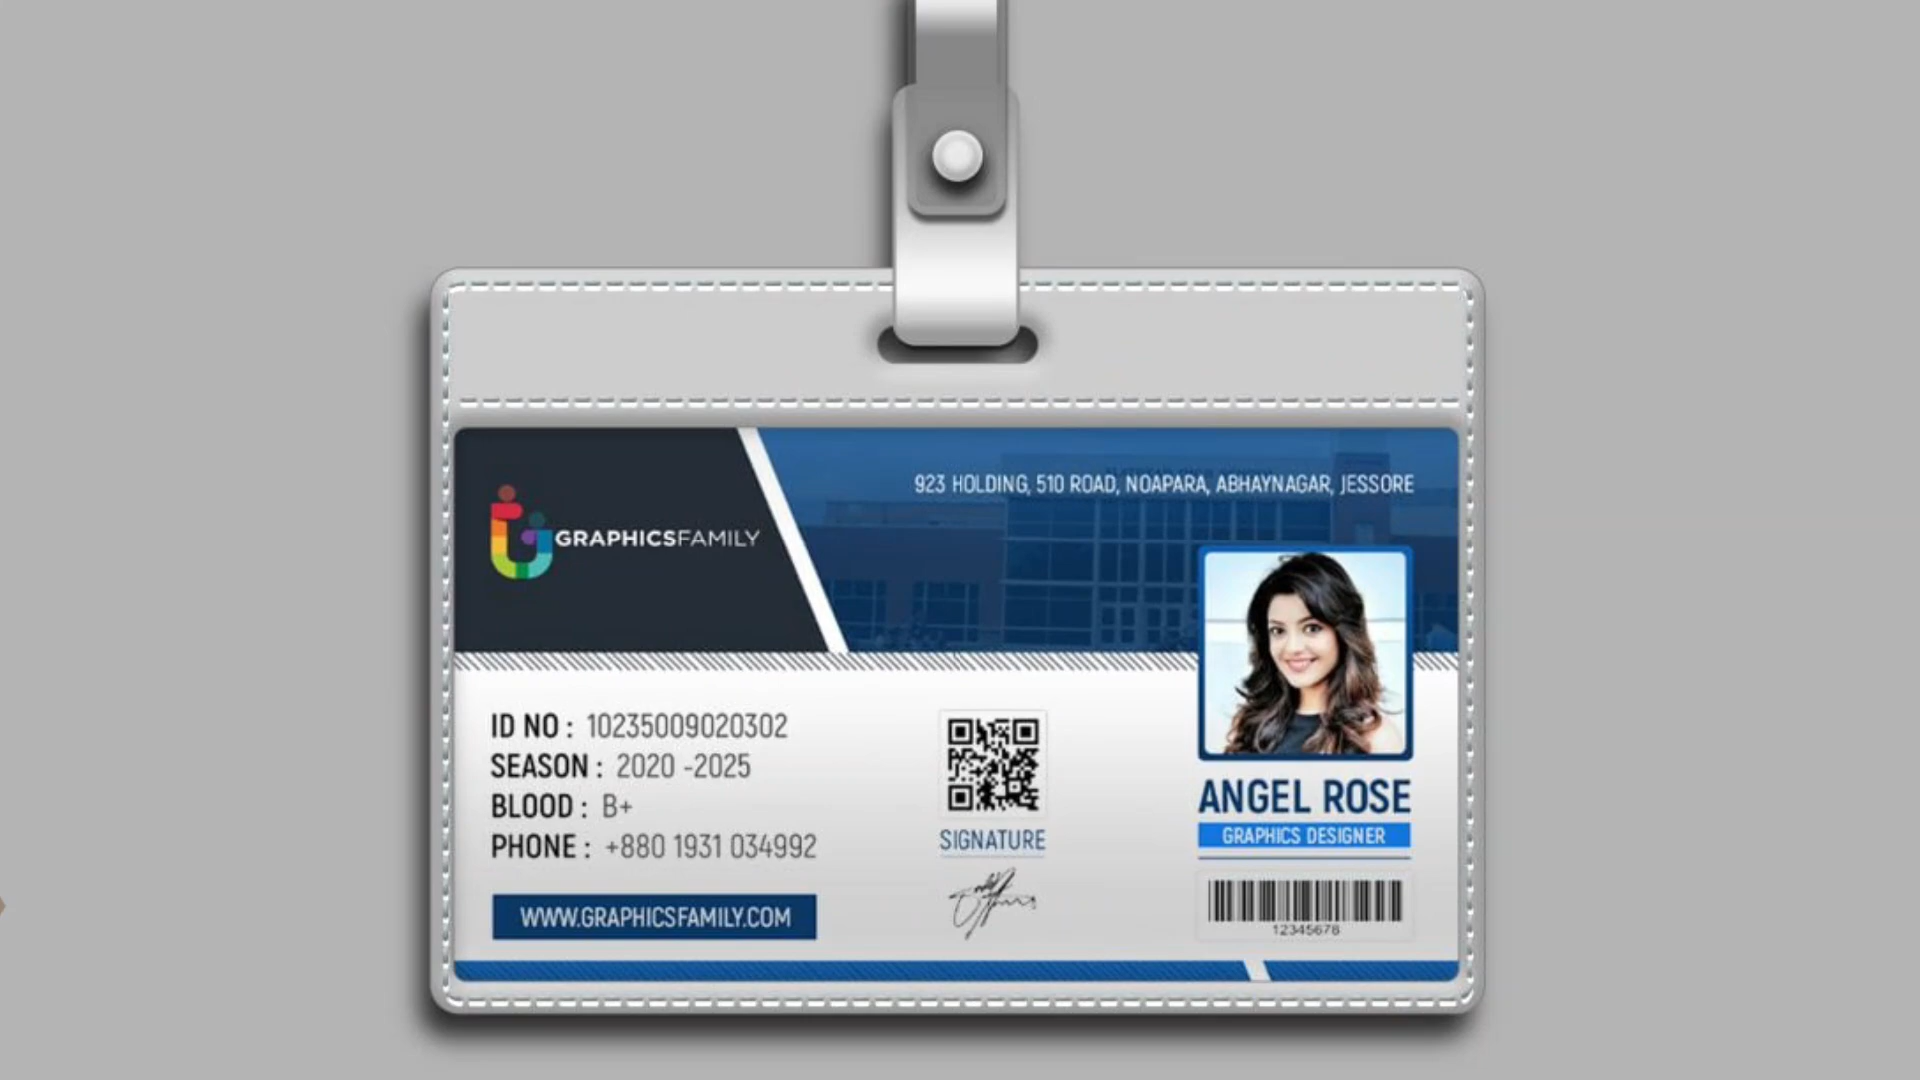 923 HOLDING, 510 ROAD, NOAPARA, ABHAYNAGAR, JESSORE
GRAPHICSFAMILY
ID NO : 10235009020302
SEASON : 2020 -2025
BLOOD : B+
PHONE : +880 1931 034992
WWW.GRAPHICSFAMILY.COM
SIGNATURE
ANGEL ROSE
GRAPHICS DESIGNER
12345678